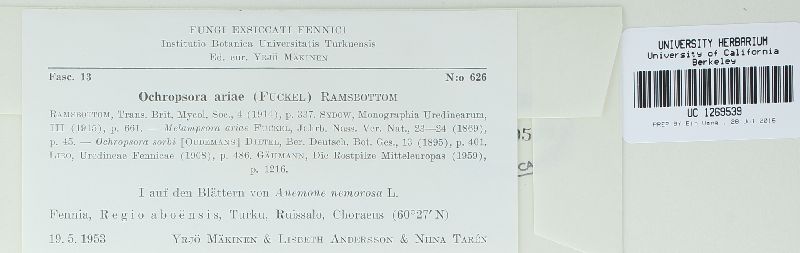 FUNGI EXSICCATI FENNICI
Institutio Botanica Universitatis Turkuensis
Ed. cur. YRJÖ MÄKINEN
Fasc. 13 N:o 626
Ochropsora ariae (FUCKEL) RAMSBOTTOM
RAMSBOTTOM, Trans. Brit. Mycol. Soc., 4 (1914), p. 337. SYDOW, Monographia Uredinearum,
III (1915), p. 661. — Melampsora ariae FUCKEL, Jahrb. Nass. Ver. Nat., 23—24 (1869),
p. 45. — Ochropsora sorbi [OUDEMANS] DIETEL, Ber. Deutsch. Bot. Ges., 13 (1895), p. 401.
LIRO, Uredineae Fennicae (1908), p. 486. GÄUMANN, Die Rostpilze Mitteleuropas (1959),
p. 1216.
I auf den Blättern von Anemone nemorosa L.
Fennia, Regio aboënsis, Turku, Ruissalo, Choraeus (60°27′ N)
19. 5. 1953 YRJÖ MÄKINEN & LISBETH ANDERSSON & NIINA TARÉN
UNIVERSITY HERBARIUM
University of California
Berkeley
UC 1269539